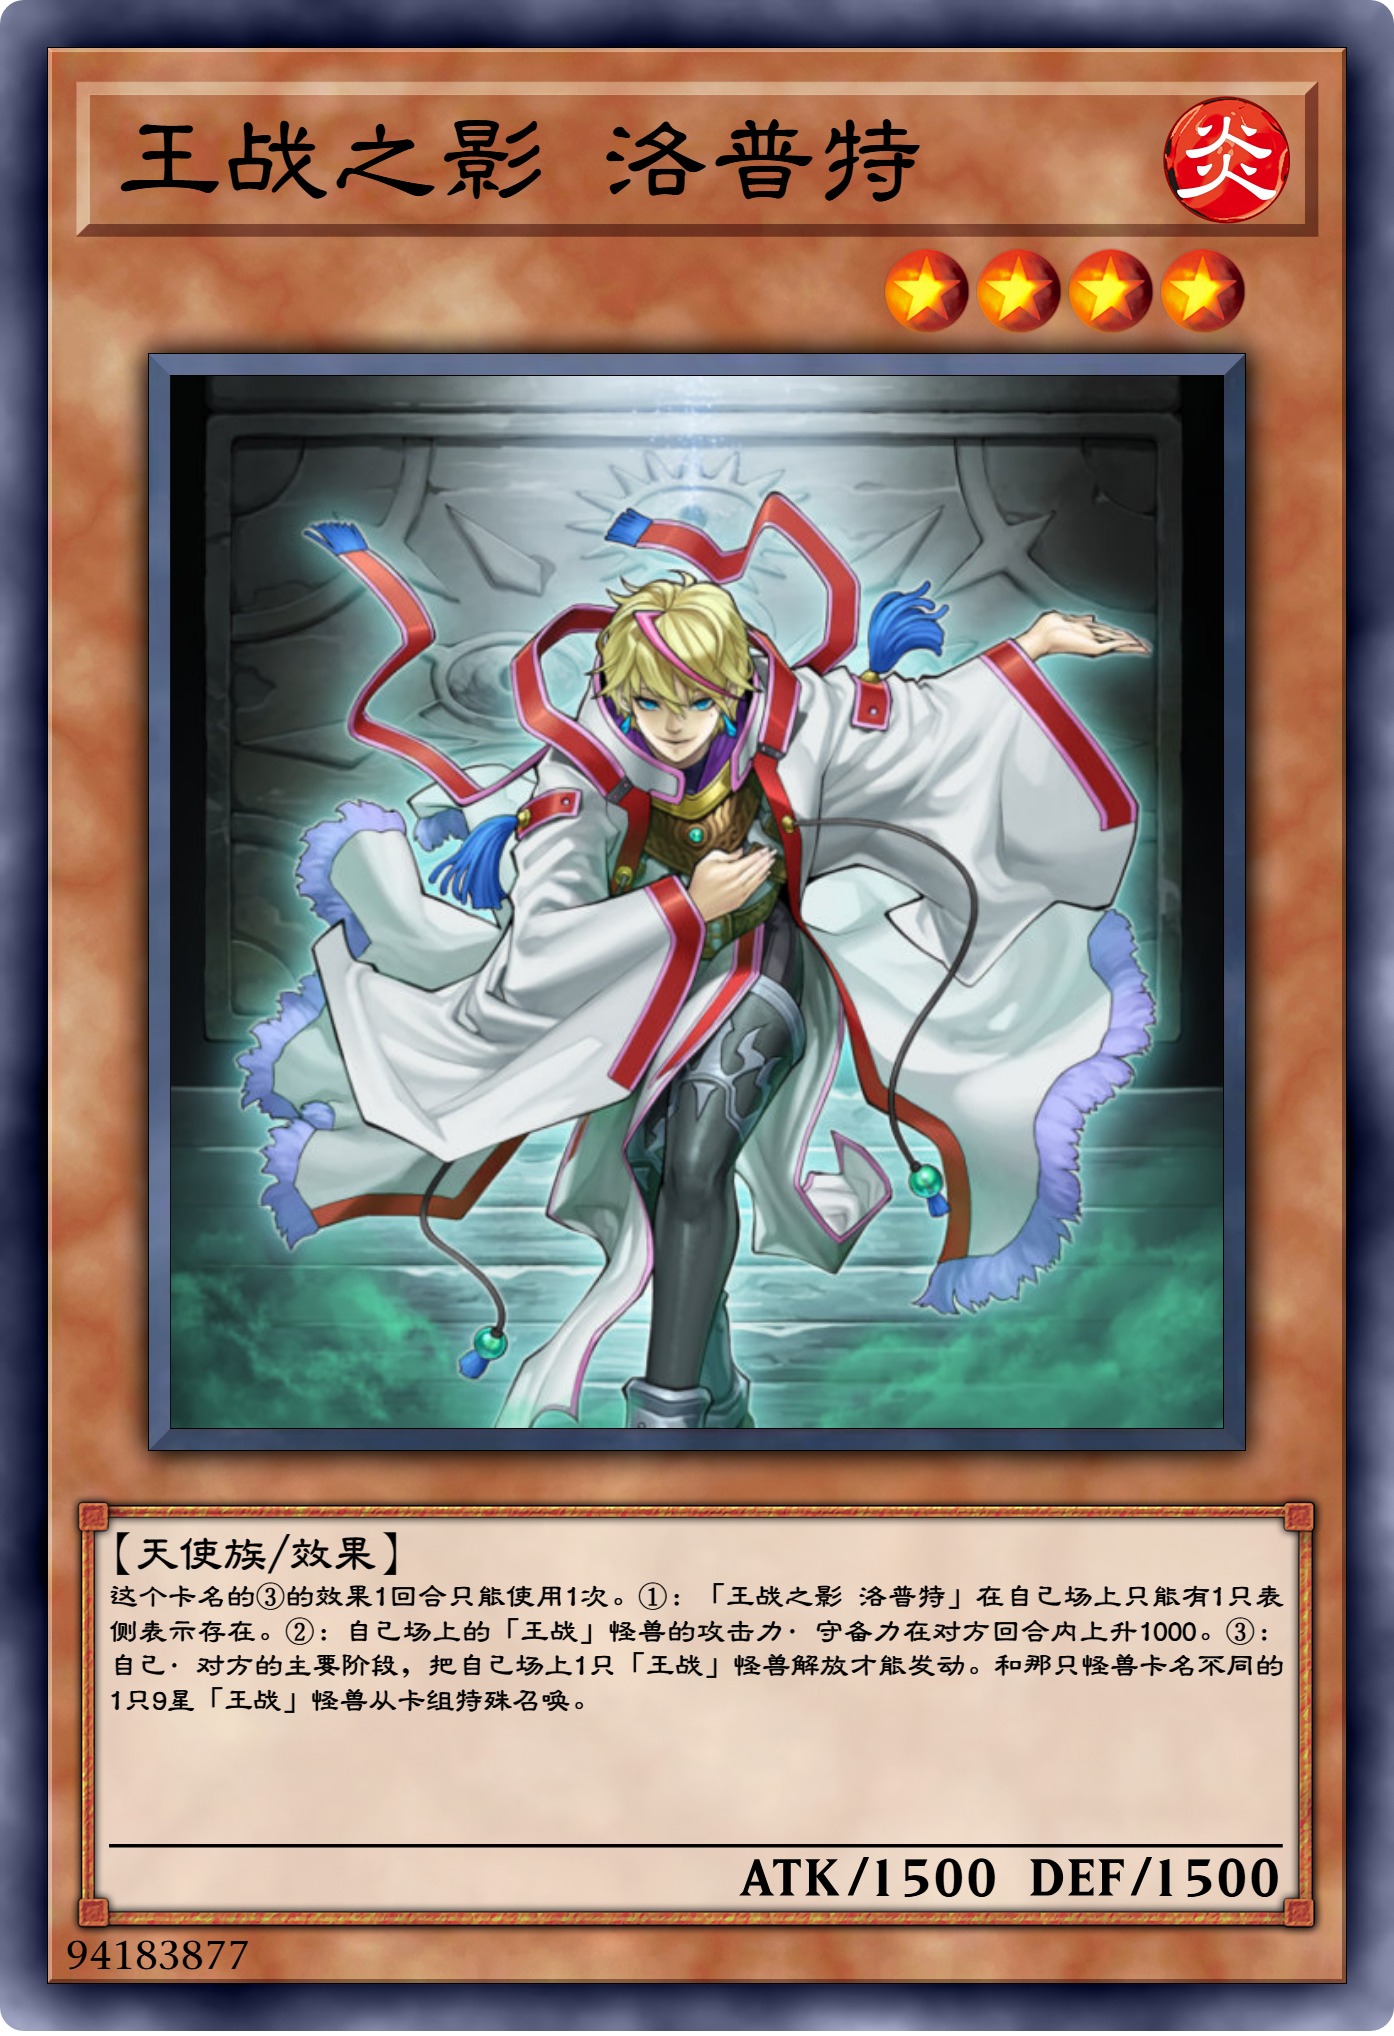 王战之影 洛普特
炎
【天使族/效果】
这个卡名的③的效果1回合只能使用1次。①：「王战之影 洛普特」在自己场上只能有1只表
侧表示存在。②：自己场上的「王战」怪兽的攻击力·守备力在对方回合内上升1000。③：
自己·对方的主要阶段，把自己场上1只「王战」怪兽解放才能发动。和那只怪兽卡名不同的
1只9星「王战」怪兽从卡组特殊召唤。
ATK/1500 DEF/1500
94183877